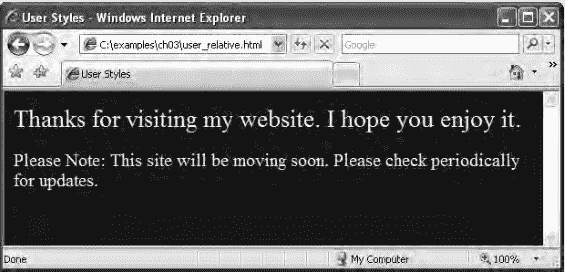 User Styles - Windows Internet Explorer
C:\examples\ch03\user_relative.html
Google
User Styles
Thanks for visiting my website. I hope you enjoy it.
Please Note: This site will be moving soon. Please check periodically
for updates.
Done
My Computer
100%